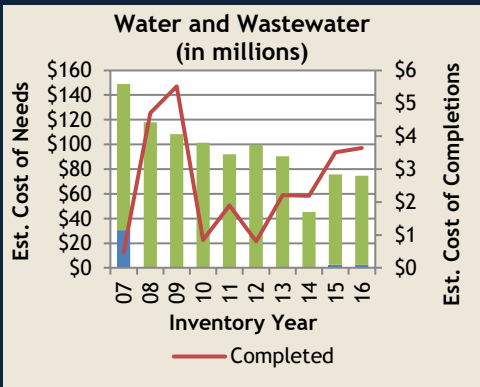 Water and Wastewater
(in millions)
Est. Cost of Needs
$160
$140
$120
$100
$80
$60
$40
$20
$0
$6
$5
$4
$3
$2
$1
$0
Est. Cost of Completions
07 08 09 10 11 12 13 14 15 16
Inventory Year
Completed